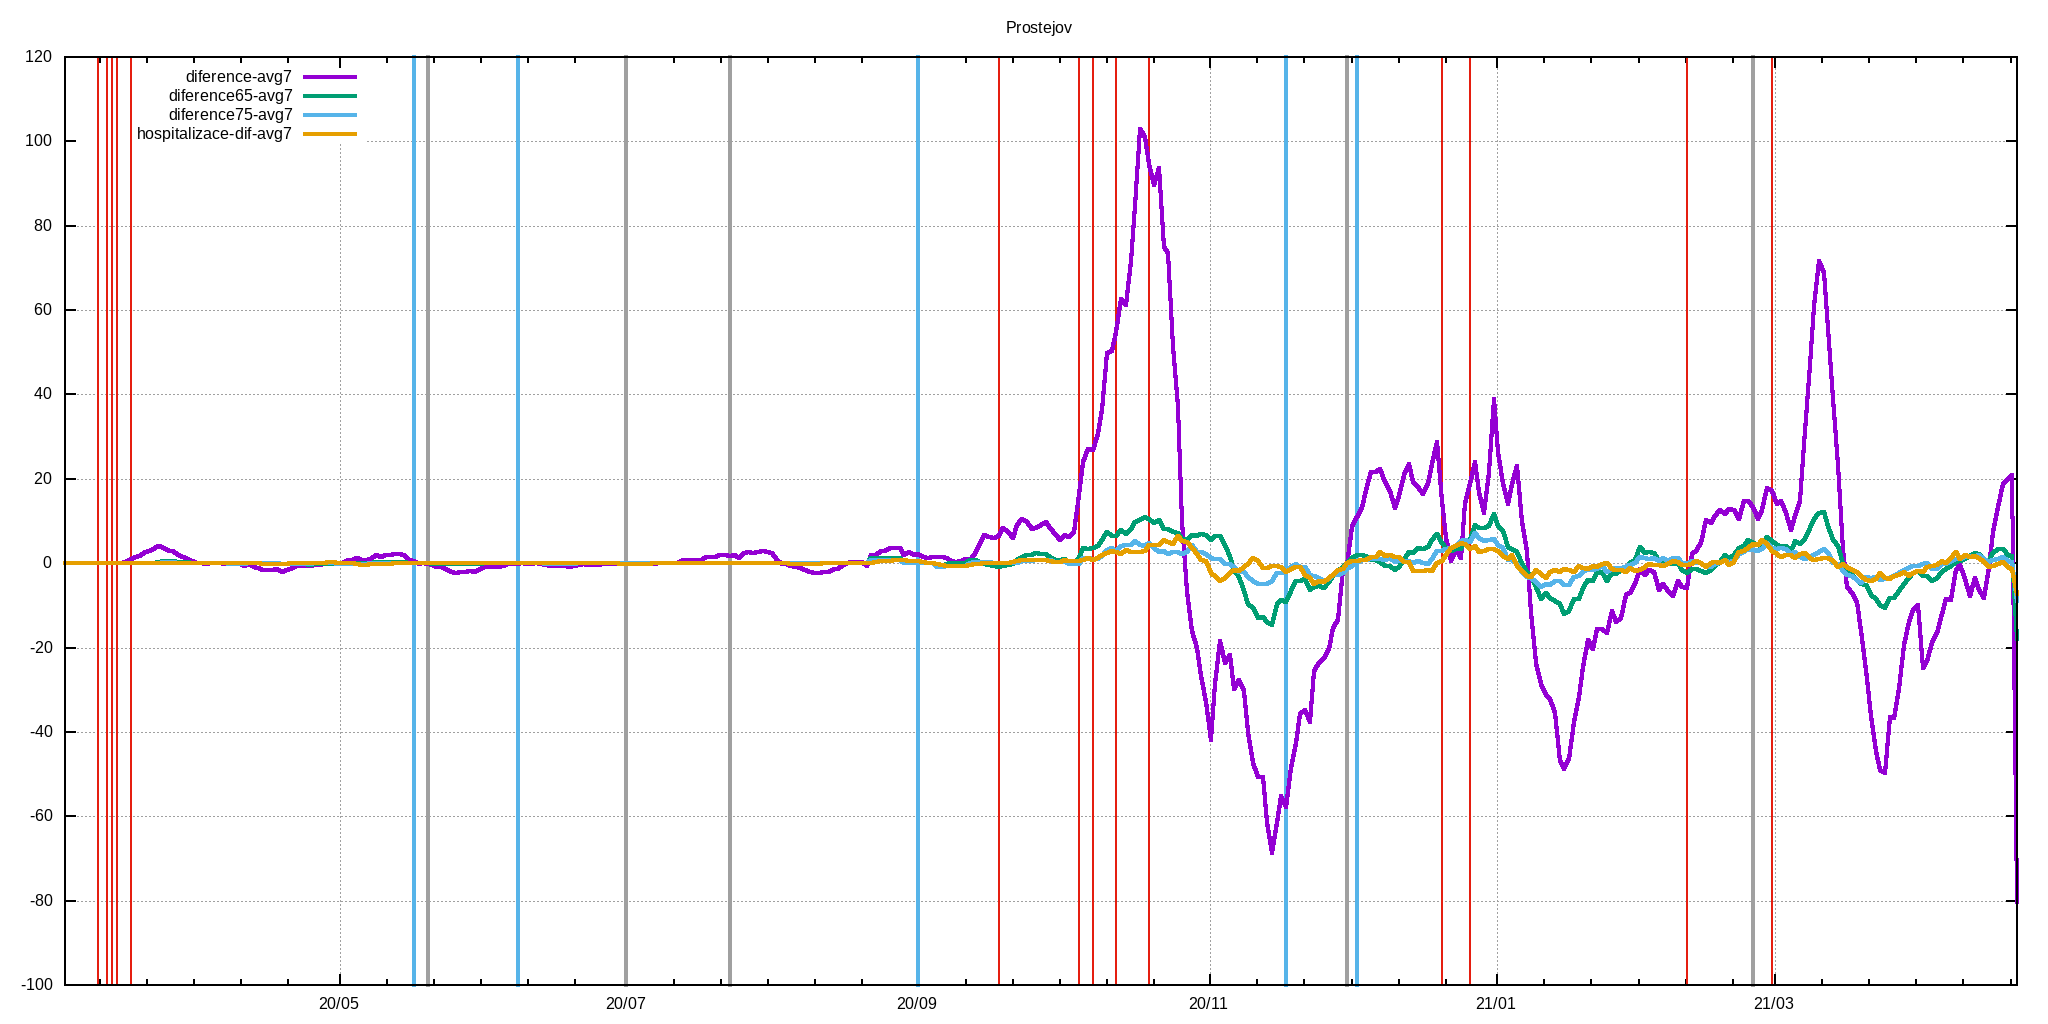 Prostejov
diference-avg7
diference65-avg7
diference75-avg7
hospitalizace-dif-avg7
120
100
80
60
40
20
0
-20
-40
-60
-80
-100
20/05 20/07 20/09 20/11 21/01 21/03